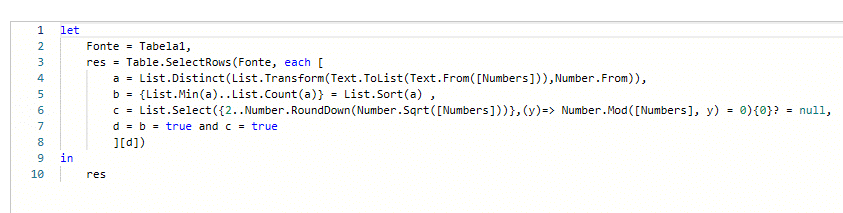 1 let
2 Fonte = Tabela1,
3 res = Table.SelectRows(Fonte, each [
4 a = List.Distinct(List.Transform(Text.ToList(Text.From([Numbers])),Number.From)),
5 b = {List.Min(a)..List.Count(a)} = List.Sort(a) ,
6 c = List.Select({2..Number.RoundDown(Number.Sqrt([Numbers]))},(y)=> Number.Mod([Numbers], y) = 0){0}? = null,
7 d = b = true and c = true
8 ][d])
9 in
10 res